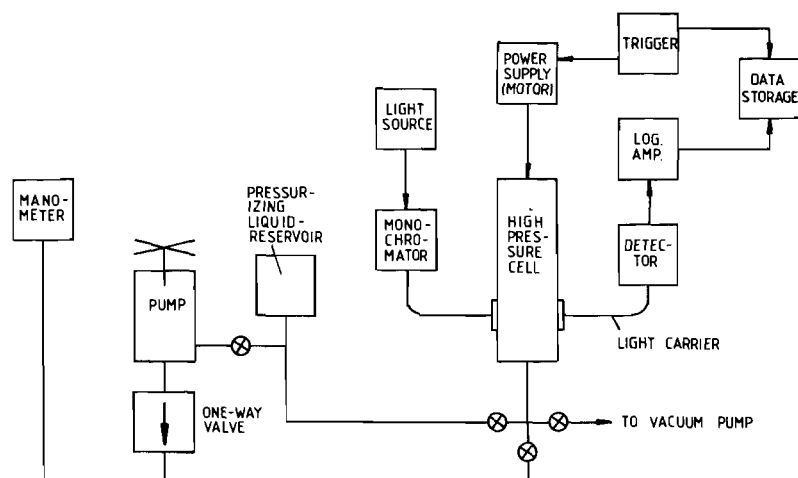 TRIGGER
POWER
SUPPLY
(MOTOR)
DATA
STORAGE
LIGHT
SOURCE
LOG.
AMP.
MANO-
METER
PRESSUR-
IZING
LIQUID-
RESERVOIR
MONO-
CHRO-
MATOR
HIGH
PRES-
SURE
CELL
DETEC-
TOR
PUMP
LIGHT CARRIER
ONE-WAY
VALVE
TO VACUUM PUMP